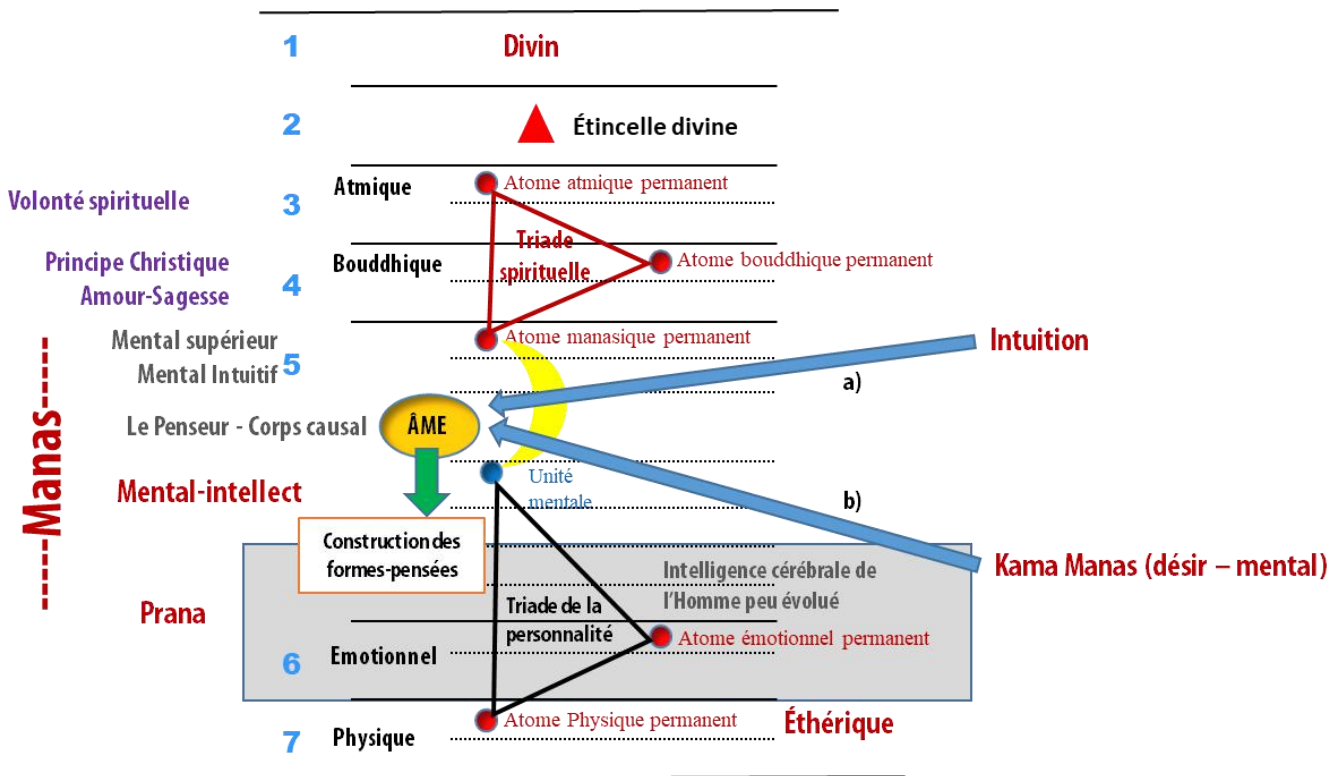 1
Divin
2
Étincelle divine
Atmique
Atome atmique permanent
Volonté spirituelle
3
Principe Christique
Amour-Sagesse
Bouddhique
4
Triade
spirituelle
Atome bouddhique permanent
Mental supérieur
Mental Intuitif
5
Atome manasique permanent
Intuition
a)
-----Manas-----
Le Penseur - Corps causal
ÂME
Mental-intellect
Unité
mentale
b)
Construction des
formes-pensées
Intelligence cérébrale de
l'Homme peu évolué
Kama Manas (désir – mental)
Prana
Triade de la
personnalité
Atome émotionnel permanent
6
Emotionnel
Atome Physique permanent
Éthérique
7
Physique